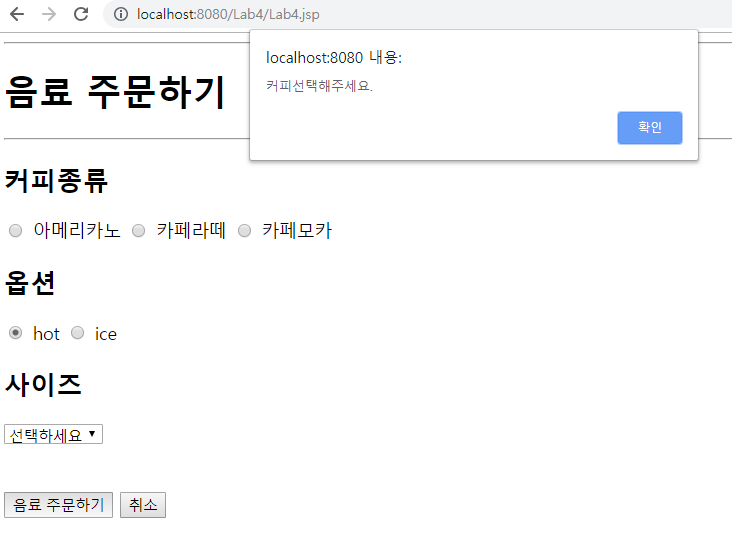 localhost:8080/Lab4/Lab4.jsp
localhost:8080 내용:
커피선택해주세요.
확인
음료 주문하기
커피종류
아메리카노 카페라떼 카페모카
옵션
hot ice
사이즈
선택하세요
음료 주문하기 취소